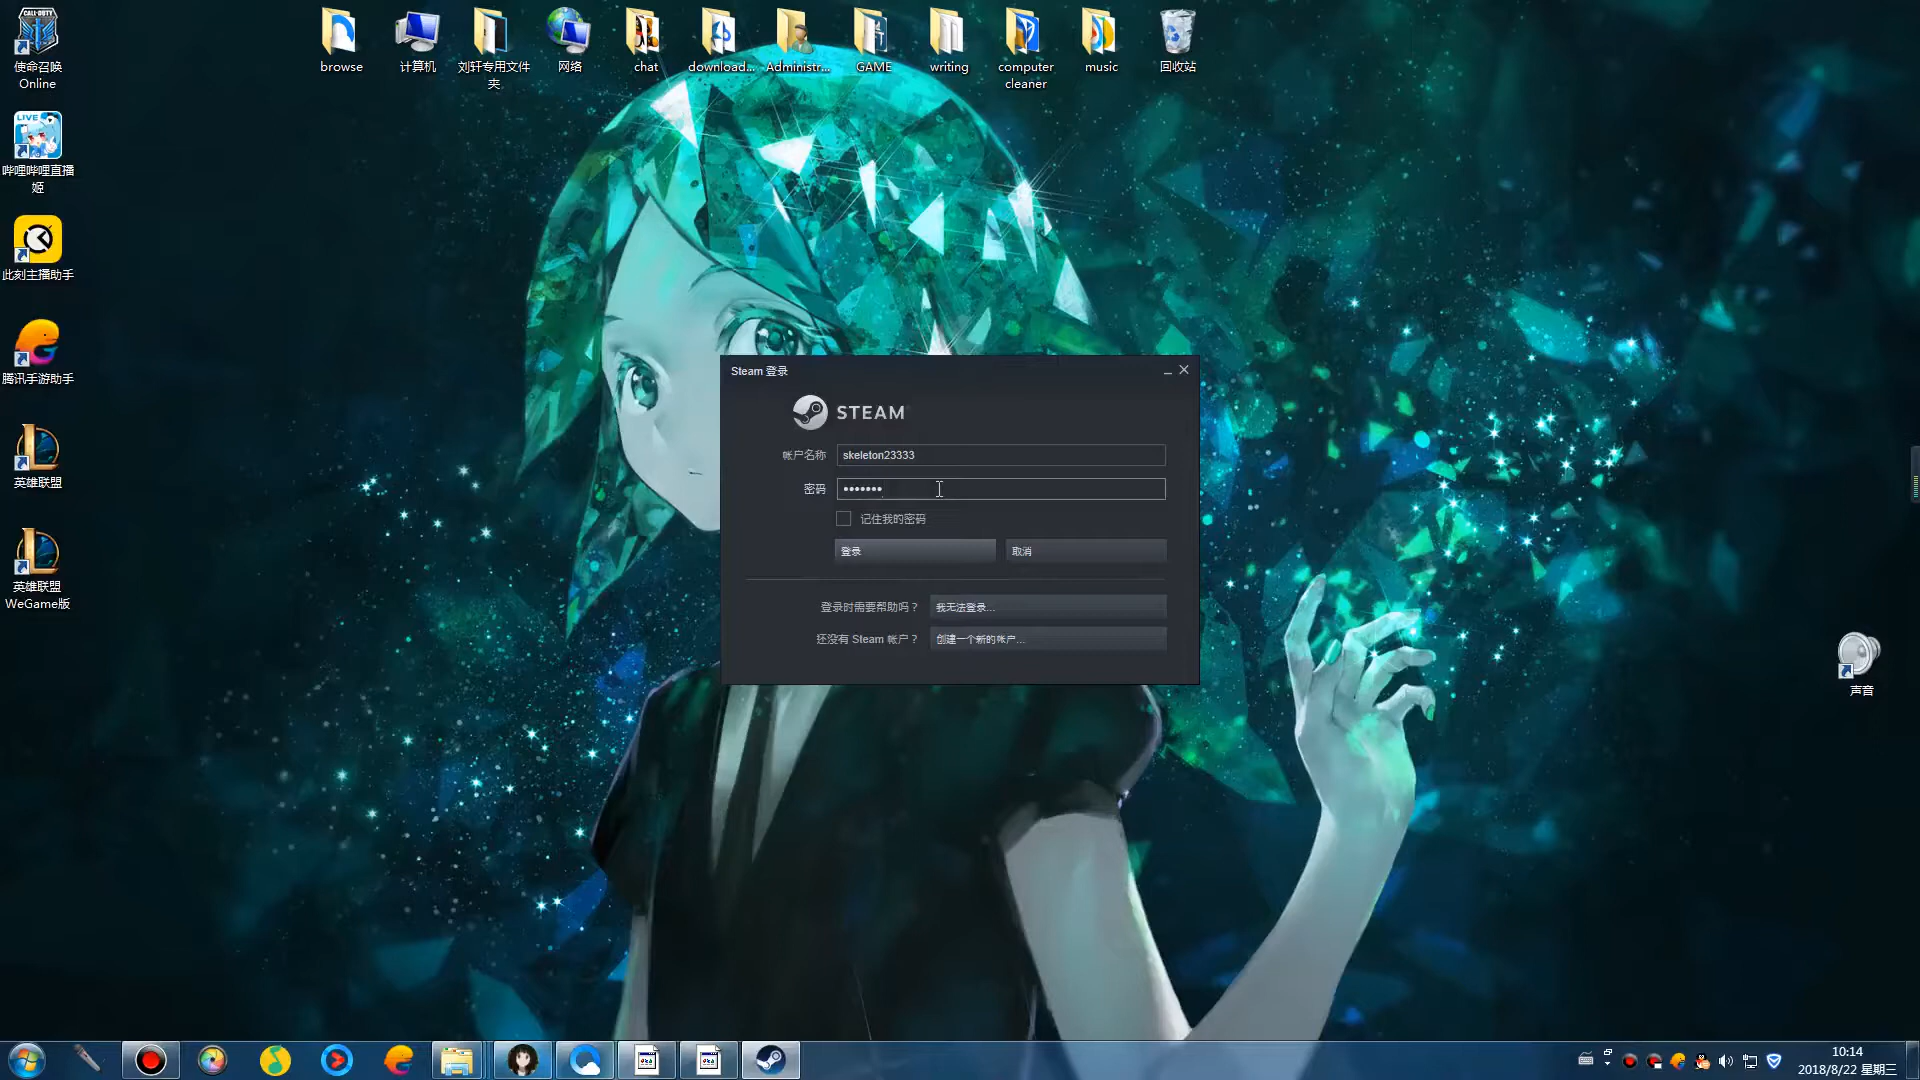 使命召唤
Online
browse
计算机
刘轩专用文件
夹
网络
chat
download...
Administr...
GAME
writing
computer
cleaner
music
回收站
LIVE
哔哩哔哩直播
姬
此刻主播助手
腾讯手游助手
英雄联盟
英雄联盟
WeGame版
Steam 登录
STEAM
帐户名称
skeleton23333
密码
•••••••
记住我的密码
登录
取消
登录时需要帮助吗？
我无法登录...
还没有 Steam 帐户？
创建一个新的帐户...
声音
10:14
2018/8/22 星期三